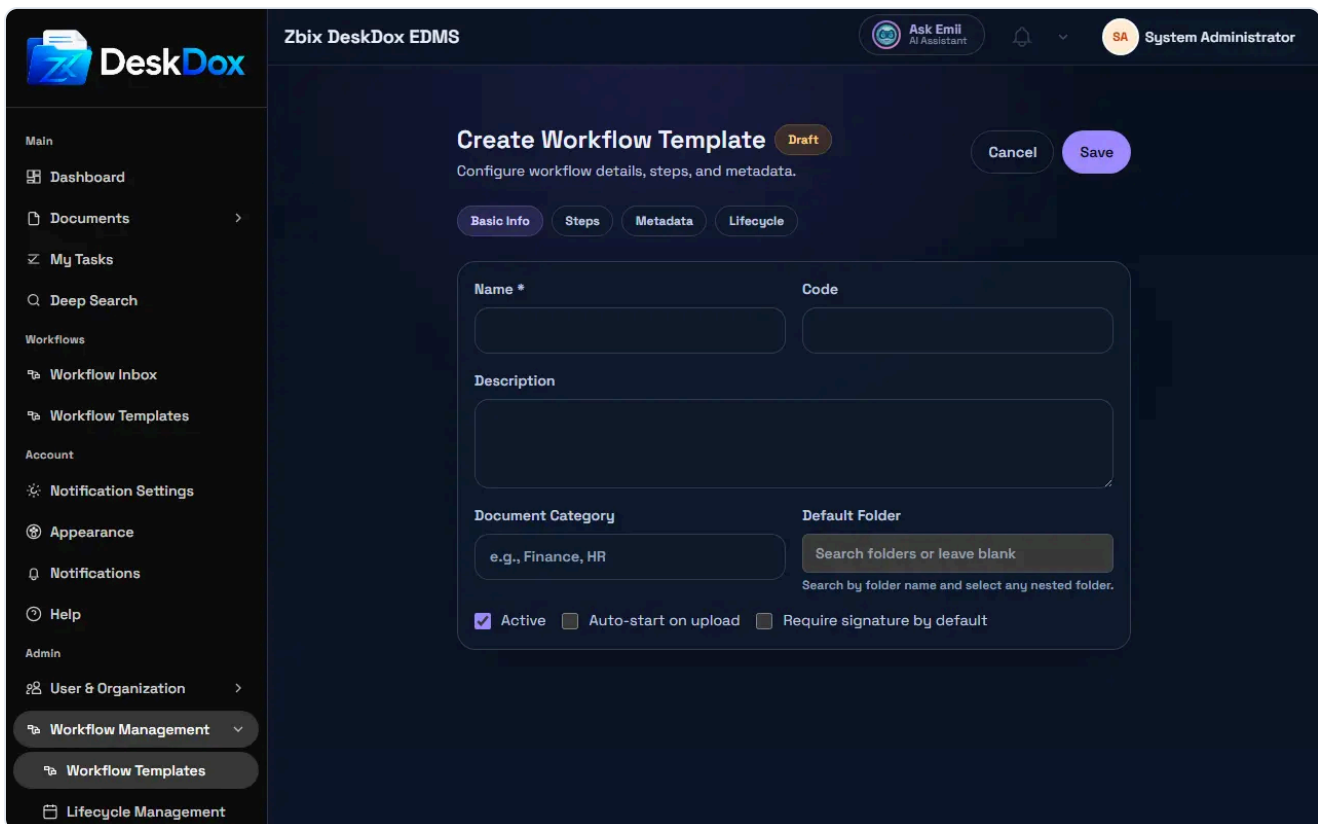 DeskDox
Zbix DeskDox EDMS
Ask Emii
AI Assistant
SA
System Administrator
Main
Dashboard
Documents
My Tasks
Deep Search
Workflows
Workflow Inbox
Workflow Templates
Account
Notification Settings
Appearance
Notifications
Help
Admin
User & Organization
Workflow Management
Workflow Templates
Lifecycle Management
Create Workflow Template
Draft
Configure workflow details, steps, and metadata.
Cancel
Save
Basic Info
Steps
Metadata
Lifecycle
Name *
Code
Description
Document Category
Default Folder
e.g., Finance, HR
Search folders or leave blank
Search by folder name and select any nested folder.
Active
Auto-start on upload
Require signature by default